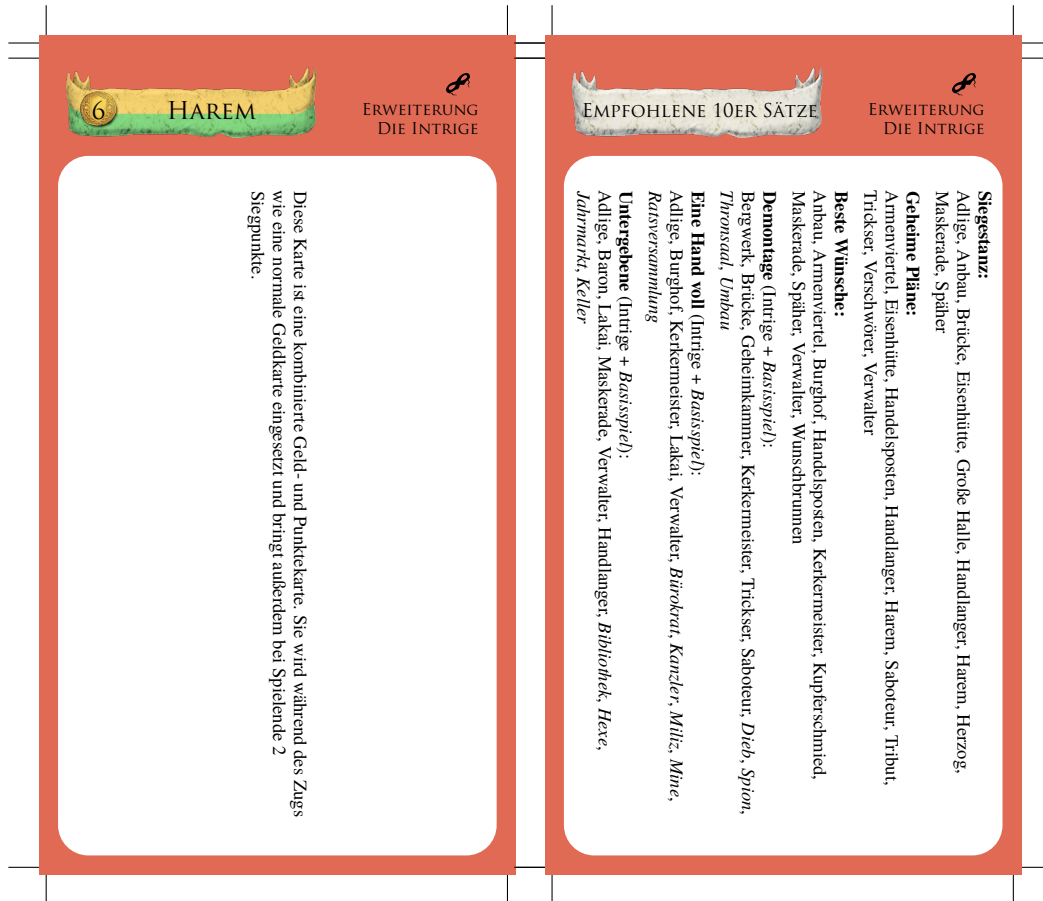 6
HAREM
ERWEITERUNG
DIE INTRIGE
Diese Karte ist eine kombinierte Geld- und Punktekarte. Sie wird während des Zugs
wie eine normale Geldkarte eingesetzt und bringt außerdem bei Spielende 2
Siegpunkte.
EMPFOHLENE 10ER SÄTZE
ERWEITERUNG
DIE INTRIGE
Siegestanz:
Adlige, Anbau, Brücke, Eisenhütte, Große Halle, Handlanger, Harem, Herzog,
Maskerade, Späher
Geheime Pläne:
Armenviertel, Eisenhütte, Handelsposten, Handlanger, Harem, Saboteur, Tribut,
Trickser, Verschwörer, Verwalter
Beste Wünsche:
Anbau, Armenviertel, Burghof, Handelsposten, Kerkermeister, Kupferschmied,
Maskerade, Späher, Verwalter, Wunschbrunnen
Demontage (Intrige + Basisspiel):
Bergwerk, Brücke, Geheimkammer, Kerkermeister, Trickser, Saboteur, Dieb, Spion,
Thronsaal, Umbau
Eine Hand voll (Intrige + Basisspiel):
Adlige, Burghof, Kerkermeister, Lakai, Verwalter, Bürokrat, Kanzler, Miliz, Mine,
Ratsversammlung
Untergebene (Intrige + Basisspiel):
Adlige, Baron, Lakai, Maskerade, Verwalter, Handlanger, Bibliothek, Hexe,
Jahrmarkt, Keller